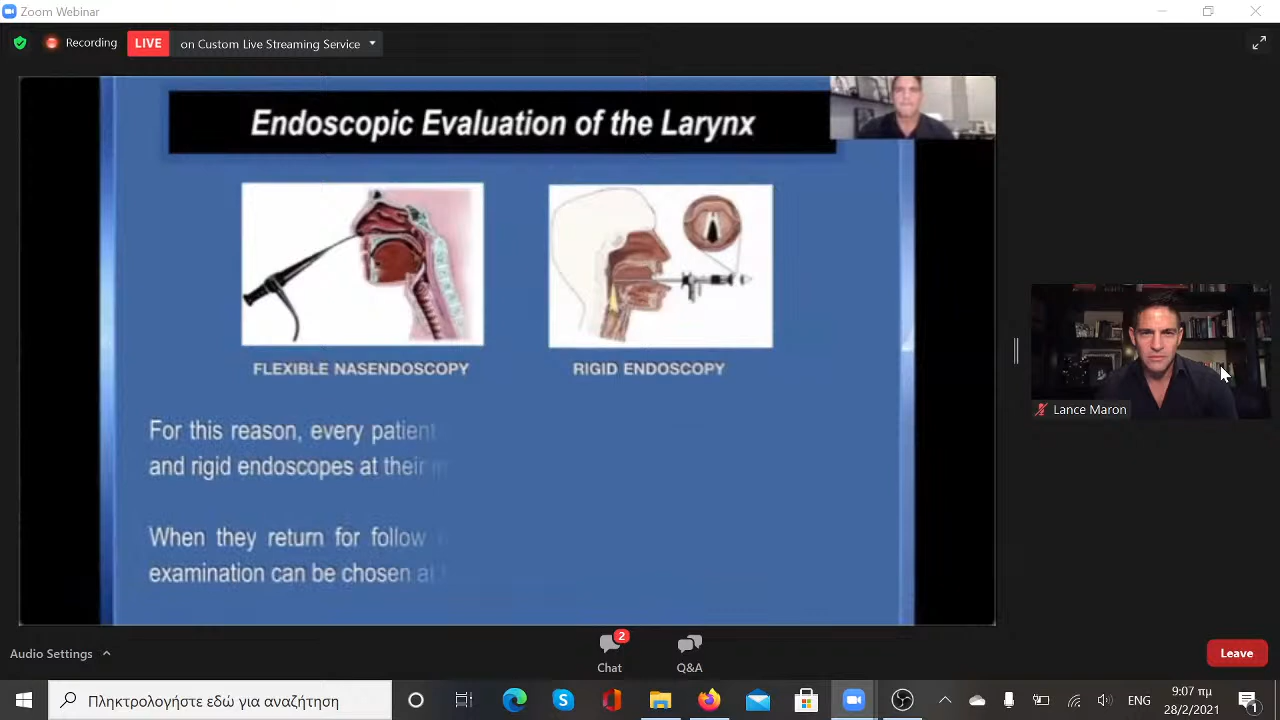 Zoom Webinar
Recording
LIVE
on Custom Live Streaming Service
Endoscopic Evaluation of the Larynx
FLEXIBLE NASENDOSCOPY
RIGID ENDOSCOPY
For this reason, every patient
and rigid endoscopes at their
When they return for follow
examination can be chosen at
Lance Maron
Audio Settings
2
Chat
Q&A
Leave
Πληκτρολογήστε εδώ για αναζήτηση
ENG
9:07 πμ
28/2/2021
1